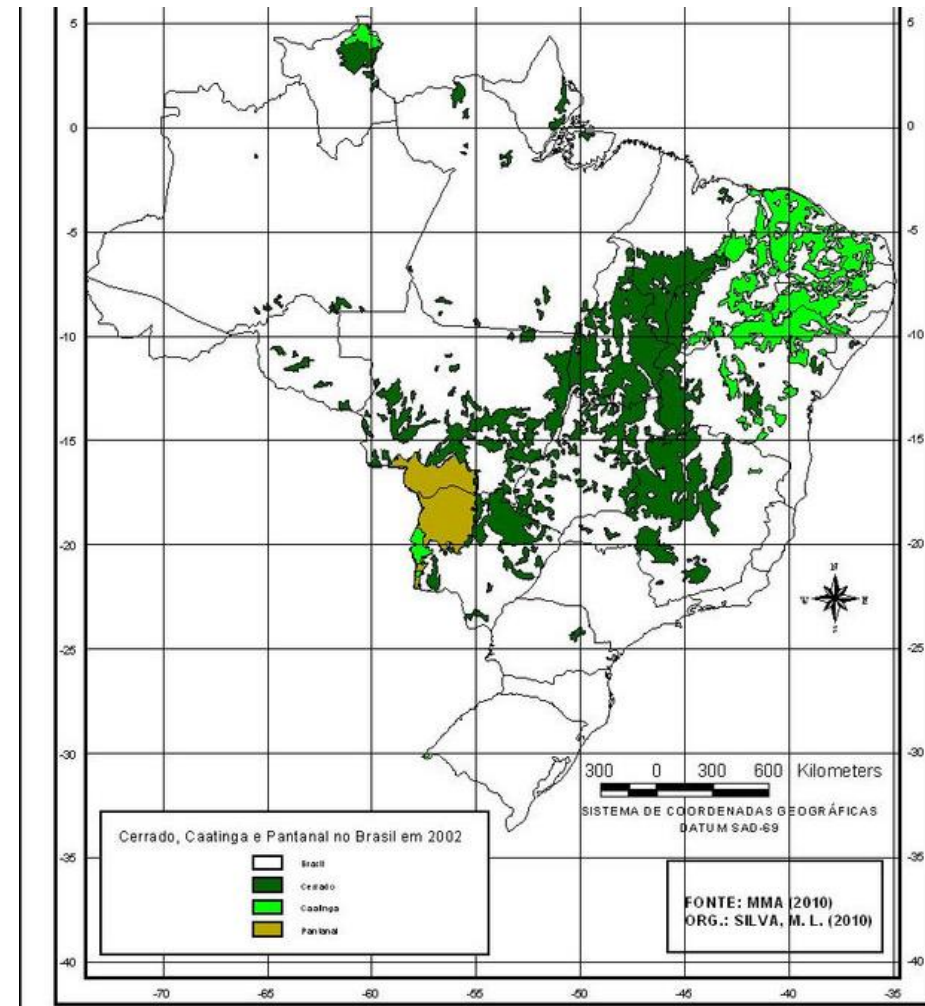 5 5
0 0
-5 -5
-10 -10
-15 -15
-20 -20
N
W E
S
-25 -25
-30 -30
300 0 300 600 Kilometers
SISTEMA DE COORDENADAS GEOGRÁFICAS
DATUM SAD-69
Cerrado, Caatinga e Pantanal no Brasil em 2002
Brasil
Cerrado
Caatinga
Pantanal
-35 -35
FONTE: MMA (2010)
ORG.: SILVA, M. L. (2010)
-40 -40
-70 -65 -60 -55 -50 -45 -40 -35